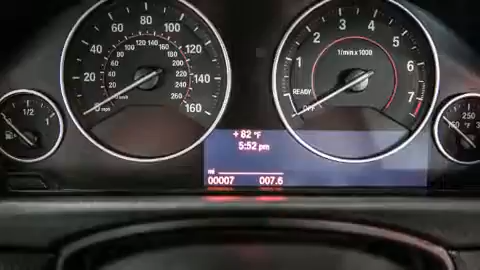 1/2
20 40 60 80 100 120 140 160
20 40 60 80 100 120 140 160 180 200 220 240 260
1 2 3 4 5 6 7
1/min x 1000
READY
OFF
250
+ 82 °F
5:52 pm
mi
00007 007.6